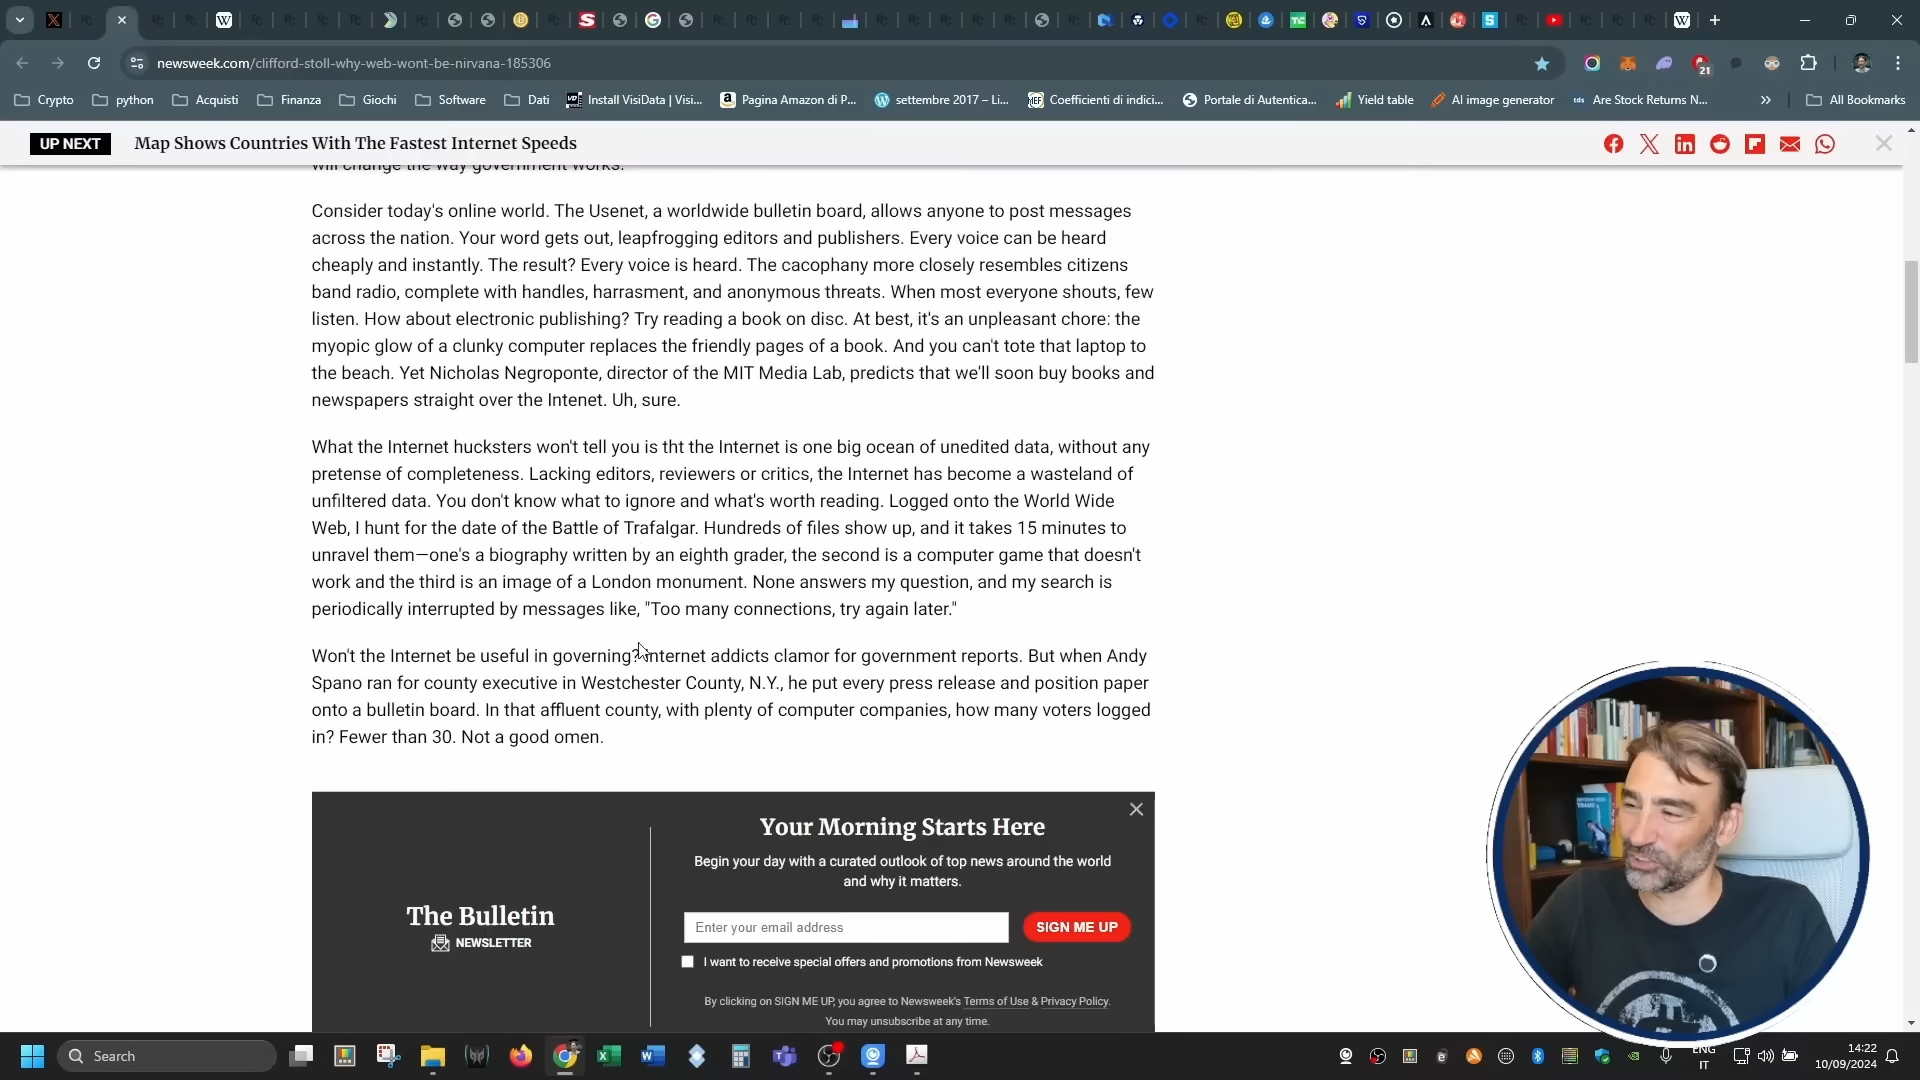 newsweek.com/clifford-stoll-why-web-wont-be-nirvana-185306
21
Crypto
python
Acquisti
Finanza
Giochi
Software
Dati
Install VisiData | Visi...
Pagina Amazon di P...
settembre 2017 – Li...
Coefficienti di indici...
Portale di Autentica...
Yield table
AI image generator
Are Stock Returns N...
All Bookmarks
UP NEXT
Map Shows Countries With The Fastest Internet Speeds
will change the way government works.
Consider today's online world. The Usenet, a worldwide bulletin board, allows anyone to post messages
across the nation. Your word gets out, leapfrogging editors and publishers. Every voice can be heard
cheaply and instantly. The result? Every voice is heard. The cacophany more closely resembles citizens
band radio, complete with handles, harrasment, and anonymous threats. When most everyone shouts, few
listen. How about electronic publishing? Try reading a book on disc. At best, it's an unpleasant chore: the
myopic glow of a clunky computer replaces the friendly pages of a book. And you can't tote that laptop to
the beach. Yet Nicholas Negroponte, director of the MIT Media Lab, predicts that we'll soon buy books and
newspapers straight over the Intenet. Uh, sure.
What the Internet hucksters won't tell you is tht the Internet is one big ocean of unedited data, without any
pretense of completeness. Lacking editors, reviewers or critics, the Internet has become a wasteland of
unfiltered data. You don't know what to ignore and what's worth reading. Logged onto the World Wide
Web, I hunt for the date of the Battle of Trafalgar. Hundreds of files show up, and it takes 15 minutes to
unravel them—one's a biography written by an eighth grader, the second is a computer game that doesn't
work and the third is an image of a London monument. None answers my question, and my search is
periodically interrupted by messages like, "Too many connections, try again later."
Won't the Internet be useful in governing? Internet addicts clamor for government reports. But when Andy
Spano ran for county executive in Westchester County, N.Y., he put every press release and position paper
onto a bulletin board. In that affluent county, with plenty of computer companies, how many voters logged
in? Fewer than 30. Not a good omen.
The Bulletin
NEWSLETTER
Your Morning Starts Here
Begin your day with a curated outlook of top news around the world
and why it matters.
Enter your email address
SIGN ME UP
I want to receive special offers and promotions from Newsweek
By clicking on SIGN ME UP, you agree to Newsweek's Terms of Use & Privacy Policy.
You may unsubscribe at any time.
Search
ENG
IT
14:22
10/09/2024